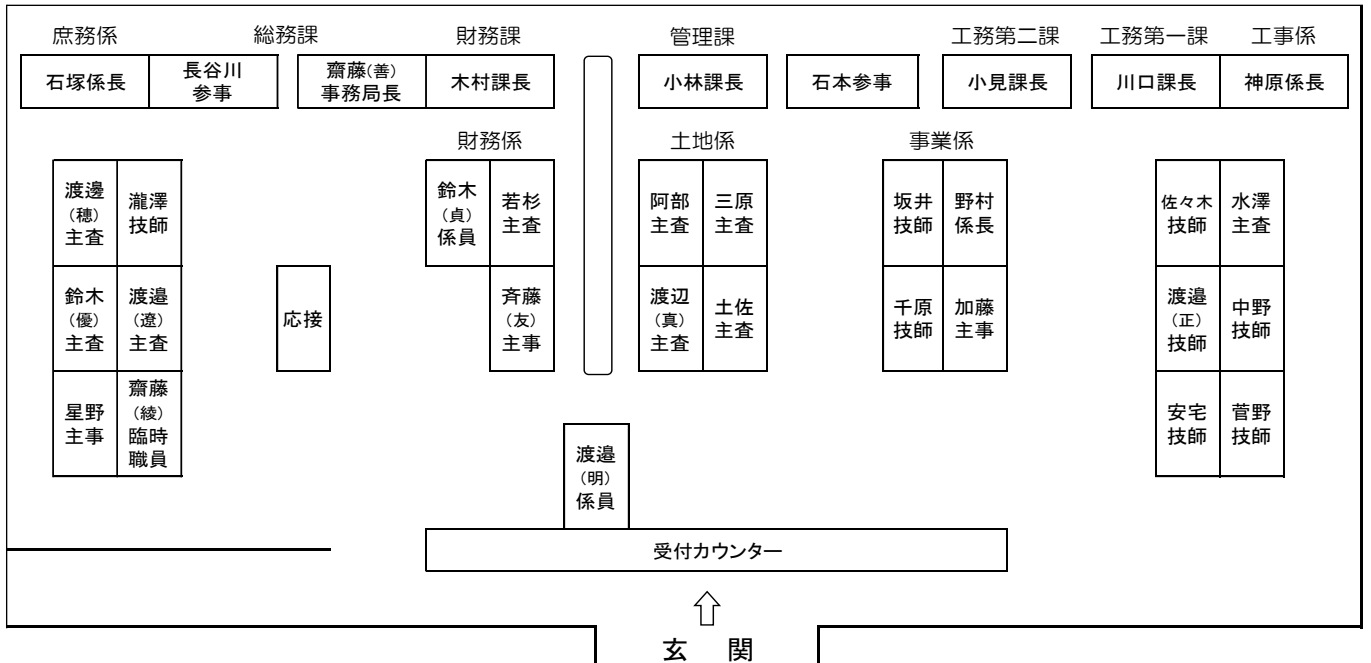 庶務係
総務課
財務課
管理課
工務第二課
工務第一課
工事係
石塚係長
長谷川
参事
齋藤(善)
事務局長
木村課長
小林課長
石本参事
小見課長
川口課長
神原係長
財務係
土地係
事業係
渡邊
(穂)
主査
瀧澤
技師
鈴木
(貞)
係員
若杉
主査
阿部
主査
三原
主査
坂井
技師
野村
係長
佐々木
技師
水澤
主査
鈴木
(優)
主査
渡邉
(遼)
主査
応接
斉藤
(友)
主事
渡辺
(真)
主査
土佐
主査
千原
技師
加藤
主事
渡邉
(正)
技師
中野
技師
星野
主事
齋藤
(綾)
臨時
職員
安宅
技師
菅野
技師
渡邉
(明)
係員
受付カウンター
玄 関